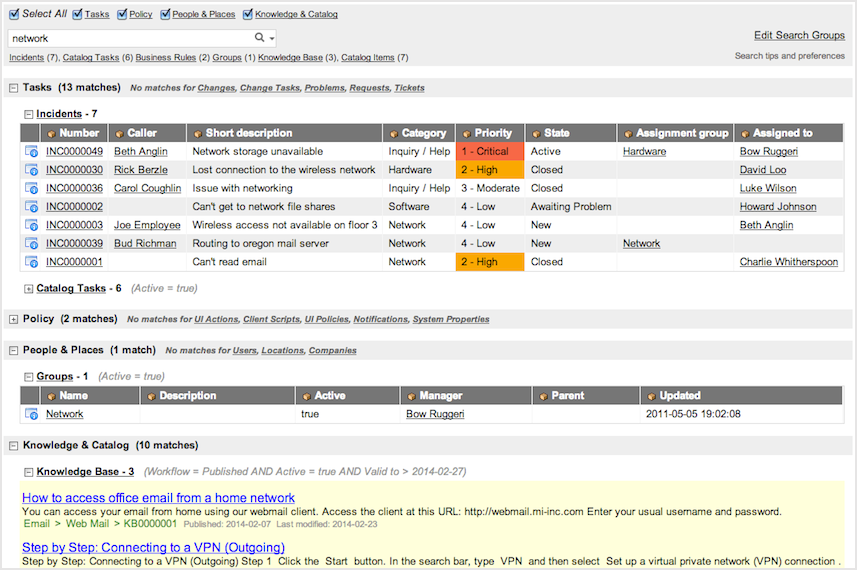 Select All Tasks Policy People & Places Knowledge & Catalog
network
Edit Search Groups
Incidents (7), Catalog Tasks (6) Business Rules (2) Groups (1) Knowledge Base (3), Catalog Items (7)
Search tips and preferences
Tasks (13 matches) No matches for Changes, Change Tasks, Problems, Requests, Tickets
Incidents - 7
Number Caller Short description Category Priority State Assignment group Assigned to
INC0000049 Beth Anglin Network storage unavailable Inquiry / Help 1 - Critical Active Hardware Bow Ruggeri
INC0000030 Rick Berzle Lost connection to the wireless network Hardware 2 - High Closed David Loo
INC0000036 Carol Coughlin Issue with networking Inquiry / Help 3 - Moderate Closed Luke Wilson
INC0000002 Can't get to network file shares Software 4 - Low Awaiting Problem Howard Johnson
INC0000003 Joe Employee Wireless access not available on floor 3 Network 4 - Low New Beth Anglin
INC0000039 Bud Richman Routing to oregon mail server Network 4 - Low New Network
INC0000001 Can't read email Network 2 - High Closed Charlie Whitherspoon
Catalog Tasks - 6 (Active = true)
Policy (2 matches) No matches for UI Actions, Client Scripts, UI Policies, Notifications, System Properties
People & Places (1 match) No matches for Users, Locations, Companies
Groups - 1 (Active = true)
Name Description Active Manager Parent Updated
Network true Bow Ruggeri 2011-05-05 19:02:08
Knowledge & Catalog (10 matches)
Knowledge Base - 3 (Workflow = Published AND Active = true AND Valid to > 2014-02-27)
How to access office email from a home network
You can access your email from home using our webmail client. Access the client at this URL: http://webmail.mi-inc.com Enter your usual username and password.
Email > Web Mail > KB0000001 Published: 2014-02-07 Last modified: 2014-02-23
Step by Step: Connecting to a VPN (Outgoing)
Step by Step: Connecting to a VPN (Outgoing) Step 1 Click the Start button. In the search bar, type VPN and then select Set up a virtual private network (VPN) connection .